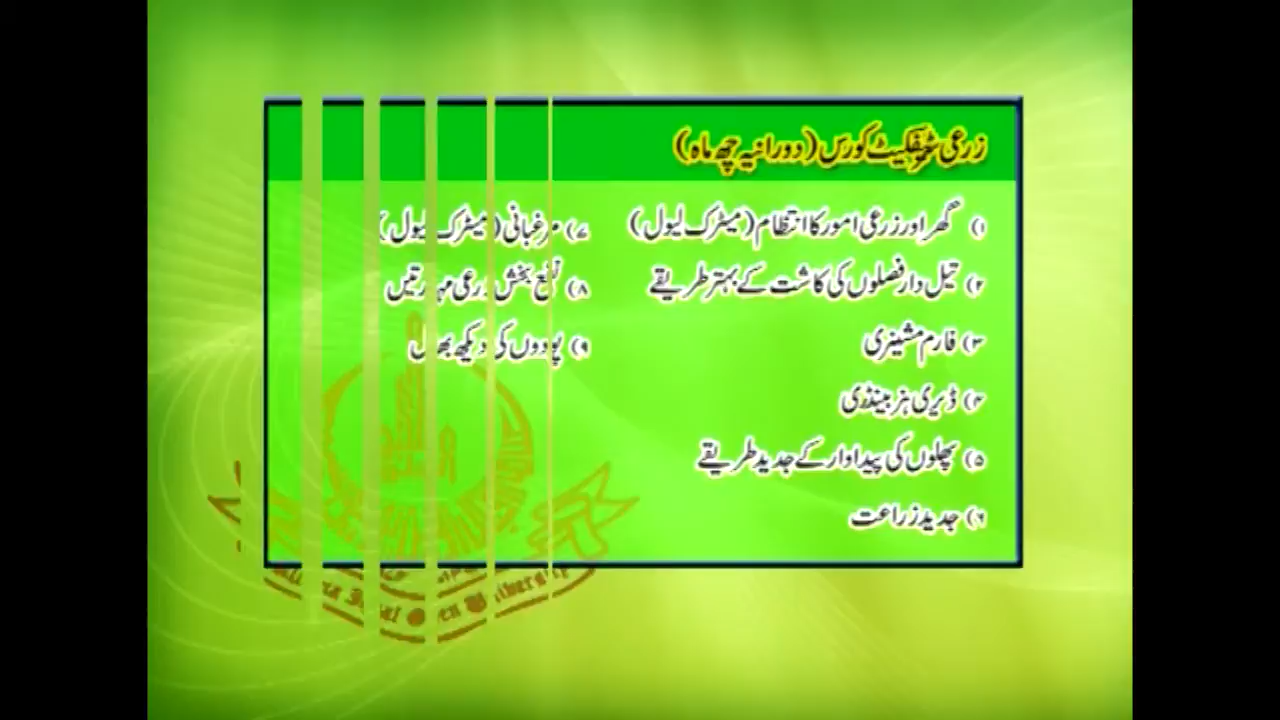 زرعی سرٹیفکیٹ کورس (دورانیہ چھ ماہ)
۱) گھر اور زرعی امور کا انتظام (میٹرک لیول)
۲) تیل دار فصلوں کی کاشت کے بہتر طریقے
۳) فارم مشینری
۴) ڈیری ہز بینڈری
۵) پھلوں کی پیداوار کے جدید طریقے
۶) جدید زراعت
۷) مرغبانی (میٹرک لیول)
۸) نفع بخش زرعی مہارتیں
۹) پودوں کی دیکھ بھال
Open University